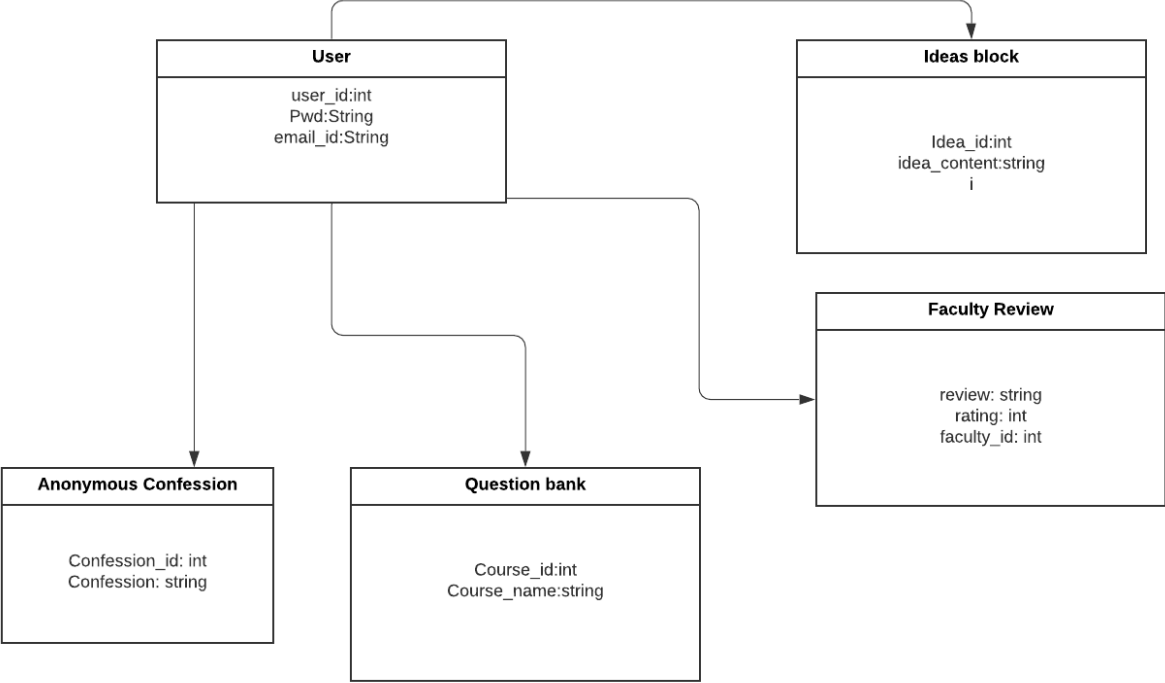 User
user_id:int
Pwd:String
email_id:String
Ideas block
Idea_id:int
idea_content:string
i
Faculty Review
review: string
rating: int
faculty_id: int
Anonymous Confession
Confession_id: int
Confession: string
Question bank
Course_id:int
Course_name:string